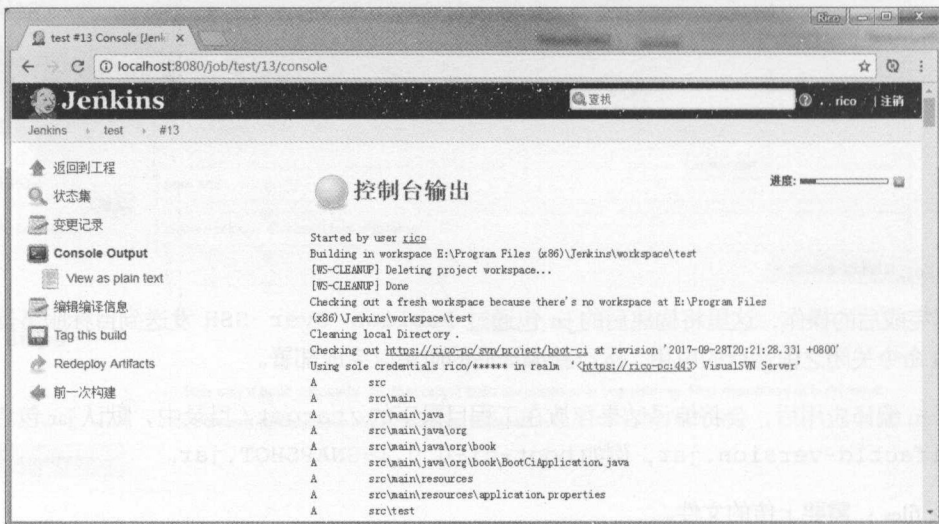 Rico
test #13 Console [Jenk
localhost:8080/job/test/13/console
Jenkins
查找
rico
注销
Jenkins
test
#13
返回到工程
状态集
变更记录
Console Output
View as plain text
编辑编译信息
Tag this build
Redeploy Artifacts
前一次构建
控制台输出
进度:
Started by user rico
Building in workspace E:\Program Files (x86)\Jenkins\workspace\test
[WS-CLEANUP] Deleting project workspace...
[WS-CLEANUP] Done
Checking out a fresh workspace because there's no workspace at E:\Program Files
(x86)\Jenkins\workspace\test
Cleaning local Directory .
Checking out https://rico-pc/svn/project/boot-ci at revision '2017-09-28T20:21:28.331 +0800'
Using sole credentials rico/****** in realm '<https://rico-pc:443> VisualSVN Server'
A src
A src\main
A src\main\java
A src\main\java\org
A src\main\java\org\book
A src\main\java\org\book\BootCiApplication.java
A src\main\resources
A src\main\resources\application.properties
A src\test